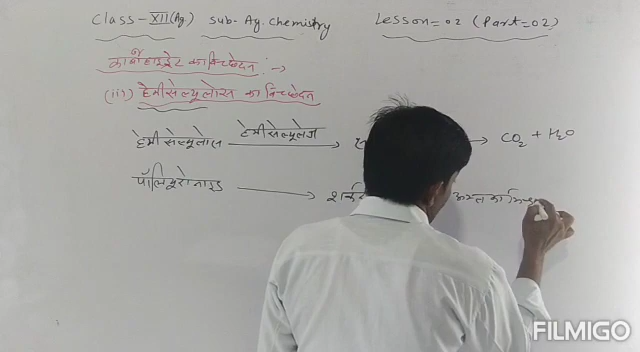 Class - XII (Ag.) Sub - Ag. Chemistry Lesson = 02 (Part = 02)
कार्बोहाइड्रेट का विच्छेदन :→
(iii) हेमीसेल्यूलोस का विच्छेदन
हेमीसेल्यूलोस हेमीसेल्यूलेज → → CO2 + H2O
पॉलियूरोनाइड →
FILMIGO